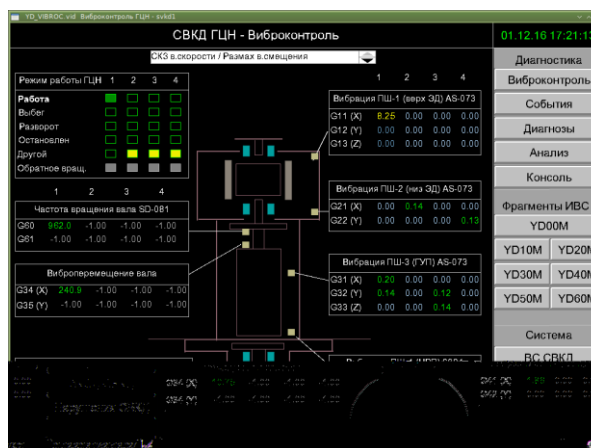 YD_VIBROC.vid Виброконтроль ГЦН - svkd1
СВКД ГЦН - Виброконтроль
01.12.16 17:21:13
СКЗ в.скорости / Размах в.смещения
Режим работы ГЦН 1 2 3 4
Работа
Выбег
Разворот
Остановлен
Другой
Обратное вращ.
1 2 3 4
Частота вращения вала SD-081
G60 962.0 -1.00 -1.00 -1.00
G61 -1.00 -1.00 -1.00 -1.00
Виброперемещение вала
G34 (X) 240.9 -1.00 -1.00 -1.00
G35 (Y) -1.00 -1.00 -1.00 -1.00
1 2 3 4
Вибрация ПШ-1 (верх ЭД) AS-073
G11 (X) 8.25 0.00 0.00 0.00
G12 (Y) 0.00 0.00 0.00 0.00
G13 (Z) 0.00 0.00 0.00 0.00
Вибрация ПШ-2 (низ ЭД) AS-073
G21 (X) 0.00 0.14 0.00 0.00
G22 (Y) 0.00 0.00 0.00 0.13
Вибрация ПШ-3 (ГУП) AS-073
G31 (X) 0.20 0.00 0.00 0.00
G32 (Y) 0.14 0.00 0.12 0.00
G33 (Z) 0.00 0.00 0.14 0.00
Диагностика
Виброконтроль
События
Диагнозы
Анализ
Консоль
Фрагменты ИВС
YD00M
YD10M YD20M
YD30M YD40M
YD50M YD60M
Система
ВС СВКД